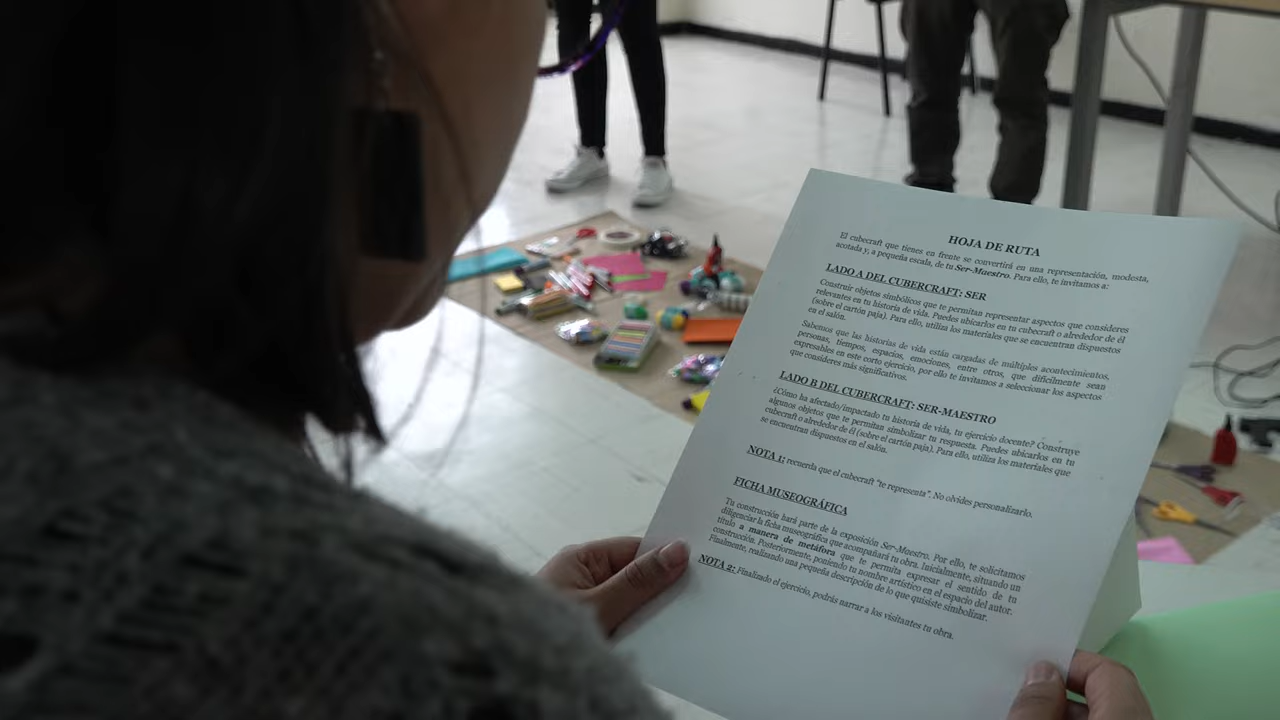 HOJA DE RUTA
El cubecraft que tienes en frente se convertirá en una representación, modesta,
acotada y, a pequeña escala, de tu Ser-Maestro. Para ello, te invitamos a:
LADO A DEL CUBERCRAFT: SER
Construir objetos simbólicos que te permitan representar aspectos que consideres
relevantes en tu historia de vida. Puedes ubicarlos en tu cubecraft o alrededor de él
(sobre el cartón paja). Para ello, utiliza los materiales que se encuentran dispuestos
en el salón.
Sabemos que las historias de vida están cargadas de múltiples acontecimientos,
personas, tiempos, espacios, emociones, entre otros, que difícilmente sean
expresables en este corto ejercicio, por ello te invitamos a seleccionar los aspectos
que consideres más significativos.
LADO B DEL CUBERCRAFT: SER-MAESTRO
¿Cómo ha afectado/impactado tu historia de vida, tu ejercicio docente? Construye
algunos objetos que te permitan simbolizar tu respuesta. Puedes ubicarlos en tu
cubecraft o alrededor de él (sobre el cartón paja). Para ello, utiliza los materiales que
se encuentran dispuestos en el salón.
NOTA 1: recuerda que el cubecraft "te representa". No olvides personalizarlo.
FICHA MUSEOGRÁFICA
Tu construcción hará parte de la exposición Ser-Maestro. Por ello, te solicitamos
diligenciar la ficha museográfica que acompañará tu obra. Inicialmente, situando un
título a manera de metáfora que te permita expresar el sentido de tu
construcción. Posteriormente, poniendo tu nombre artístico en el espacio del autor.
Finalmente, realizando una pequeña descripción de lo que quisiste simbolizar.
NOTA 2: Finalizado el ejercicio, podrás narrar a los visitantes tu obra.